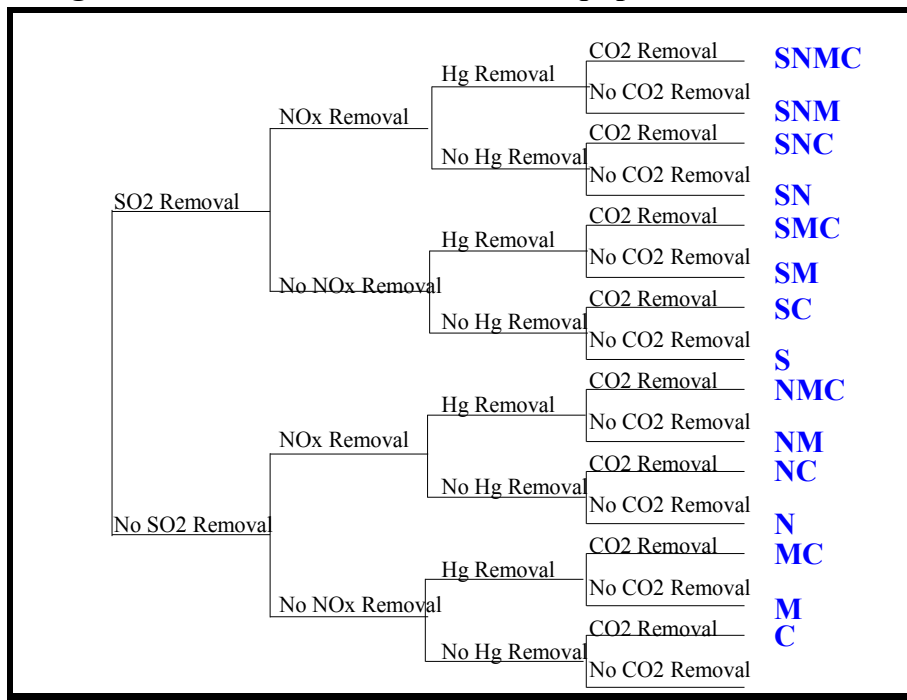 CO2 Removal
SNMC
Hg Removal
No CO2 Removal
SNM
NOx Removal
CO2 Removal
SNC
No Hg Removal
No CO2 Removal
SN
SO2 Removal
CO2 Removal
SMC
Hg Removal
No CO2 Removal
SM
No NOx Removal
CO2 Removal
SC
No Hg Removal
No CO2 Removal
S
CO2 Removal
NMC
Hg Removal
No CO2 Removal
NM
NOx Removal
CO2 Removal
NC
No Hg Removal
No CO2 Removal
N
No SO2 Removal
CO2 Removal
MC
Hg Removal
No CO2 Removal
M
No NOx Removal
CO2 Removal
C
No Hg Removal
No CO2 Removal